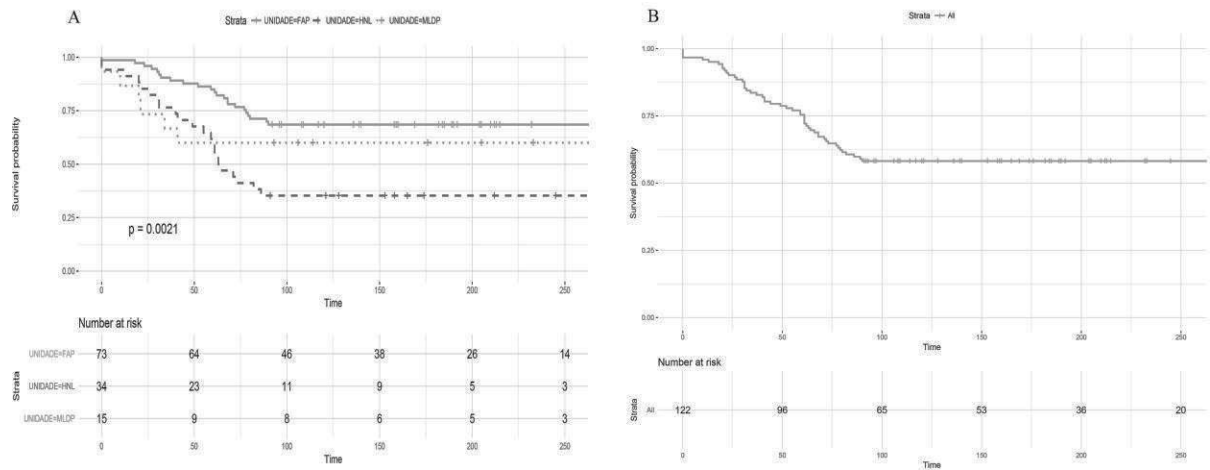 A
Strata UNIDADE=FAP UNIDADE=HNL UNIDADE=MLDP
1.00
0.75
0.50
0.25
0.00
Survival probability
p = 0.0021
0 50 100 150 200 250
Time
Number at risk
Strata
UNIDADE=FAP 73 64 46 38 26 14
UNIDADE=HNL 34 23 11 9 5 3
UNIDADE=MLDP 15 9 8 6 5 3
0 50 100 150 200 250
Time
B
Strata All
1.00
0.75
0.50
0.25
0.00
Survival probability
0 50 100 150 200 250
Time
Number at risk
Strata
All 122 96 65 53 36 20
0 50 100 150 200 250
Time